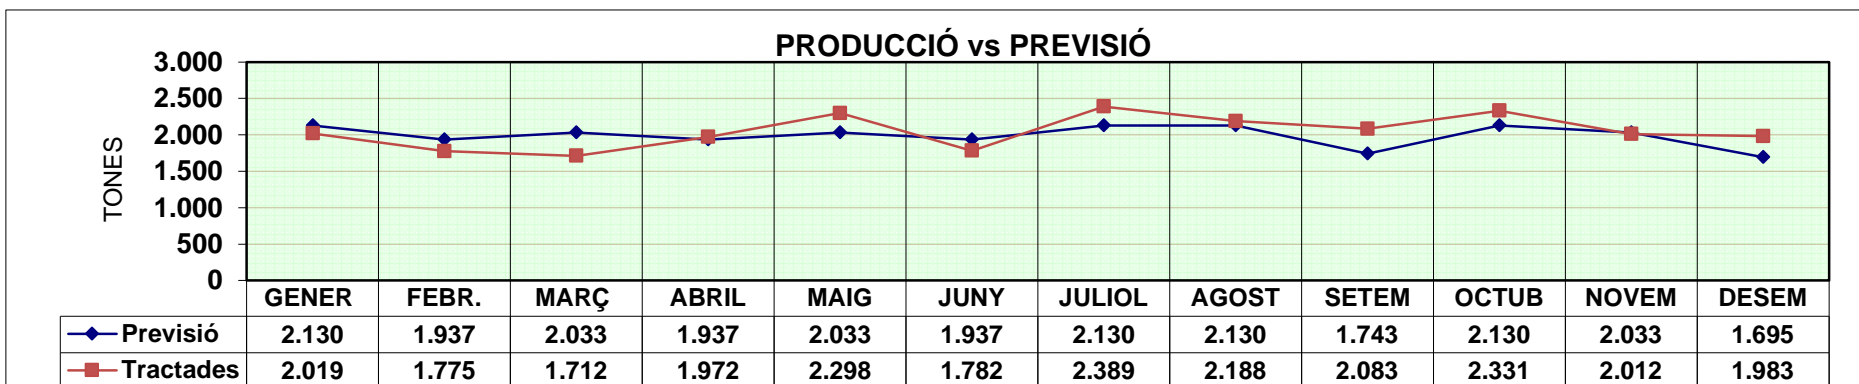 PRODUCCIÓ vs PREVISIÓ
TONES
3.000
2.500
2.000
1.500
1.000
500
0
GENER FEBR. MARÇ ABRIL MAIG JUNY JULIOL AGOST SETEM OCTUB NOVEM DESEM
Previsió 2.130 1.937 2.033 1.937 2.033 1.937 2.130 2.130 1.743 2.130 2.033 1.695
Tractades 2.019 1.775 1.712 1.972 2.298 1.782 2.389 2.188 2.083 2.331 2.012 1.983